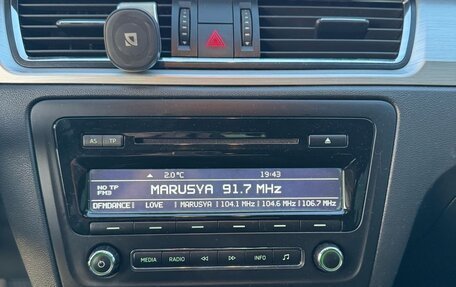 AS TP
2.0 °C 19:43
NO TP
FM3
MARUSYA 91.7 MHz
DFMDANCE| LOVE |MARUSYA |104.1 MHz |104.6 MHz |106.7 MHz
MEDIA RADIO INFO